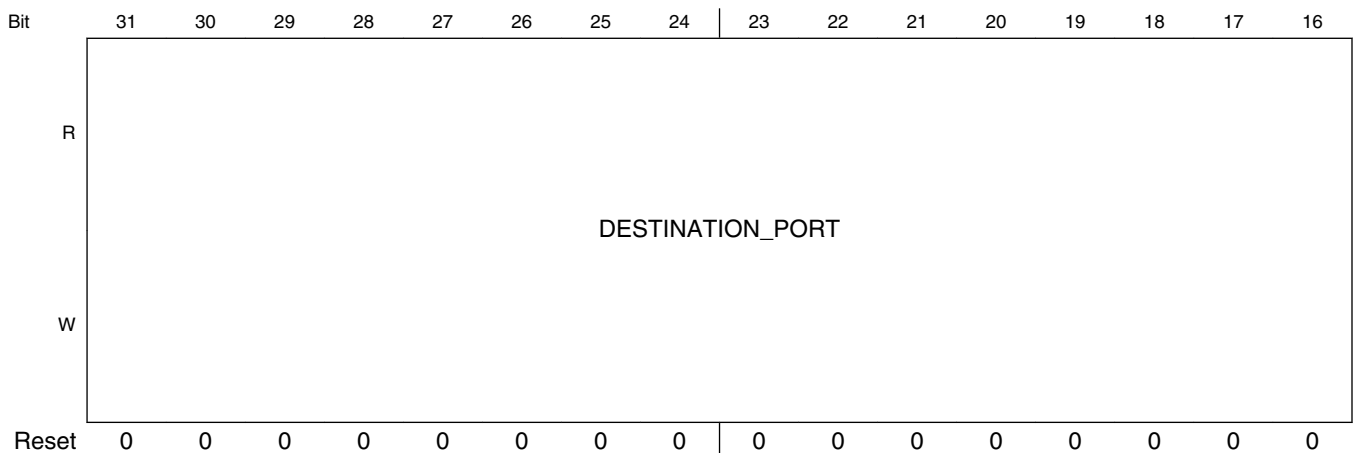 Bit 31 30 29 28 27 26 25 24 23 22 21 20 19 18 17 16
R
DESTINATION_PORT
W
Reset 0 0 0 0 0 0 0 0 0 0 0 0 0 0 0 0